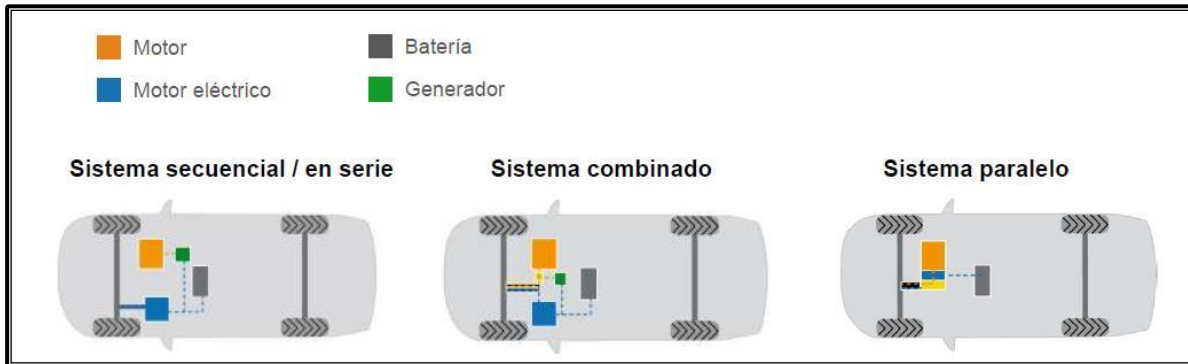 Motor
Batería
Motor eléctrico
Generador
Sistema secuencial / en serie
Sistema combinado
Sistema paralelo